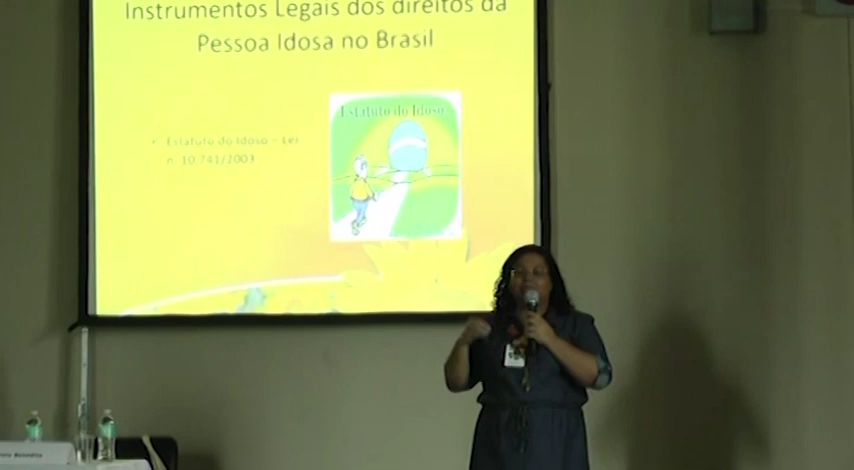 Instrumentos Legais dos direitos da
Pessoa Idosa no Brasil
Estatuto do Idoso
• Estatuto do Idoso – Lei
n. 10.741/2003